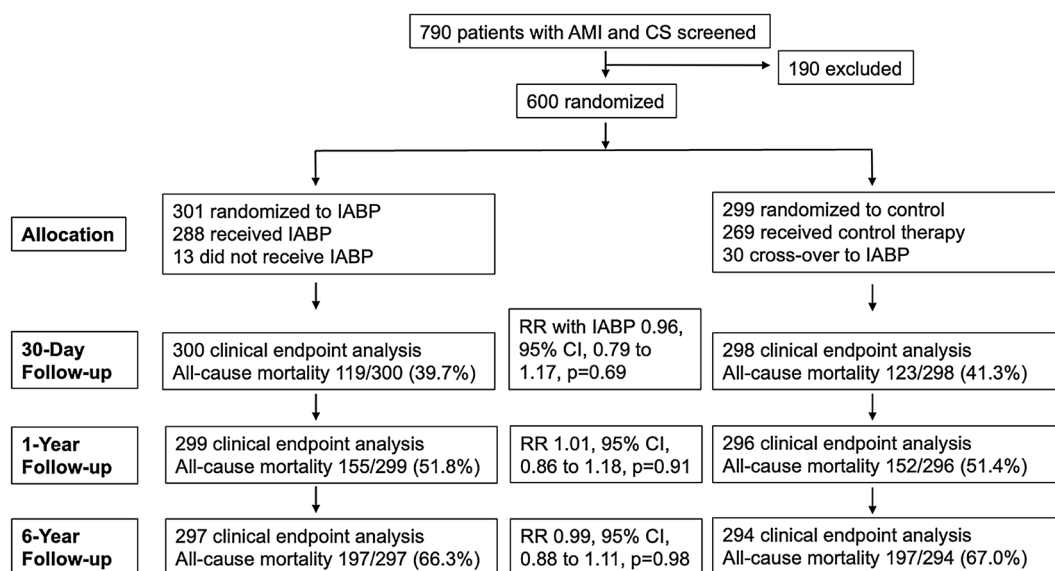 790 patients with AMI and CS screened
190 excluded
600 randomized
Allocation
301 randomized to IABP
288 received IABP
13 did not receive IABP
299 randomized to control
269 received control therapy
30 cross-over to IABP
30-Day
Follow-up
300 clinical endpoint analysis
All-cause mortality 119/300 (39.7%)
RR with IABP 0.96,
95% CI, 0.79 to
1.17, p=0.69
298 clinical endpoint analysis
All-cause mortality 123/298 (41.3%)
1-Year
Follow-up
299 clinical endpoint analysis
All-cause mortality 155/299 (51.8%)
RR 1.01, 95% CI,
0.86 to 1.18, p=0.91
296 clinical endpoint analysis
All-cause mortality 152/296 (51.4%)
6-Year
Follow-up
297 clinical endpoint analysis
All-cause mortality 197/297 (66.3%)
RR 0.99, 95% CI,
0.88 to 1.11, p=0.98
294 clinical endpoint analysis
All-cause mortality 197/294 (67.0%)